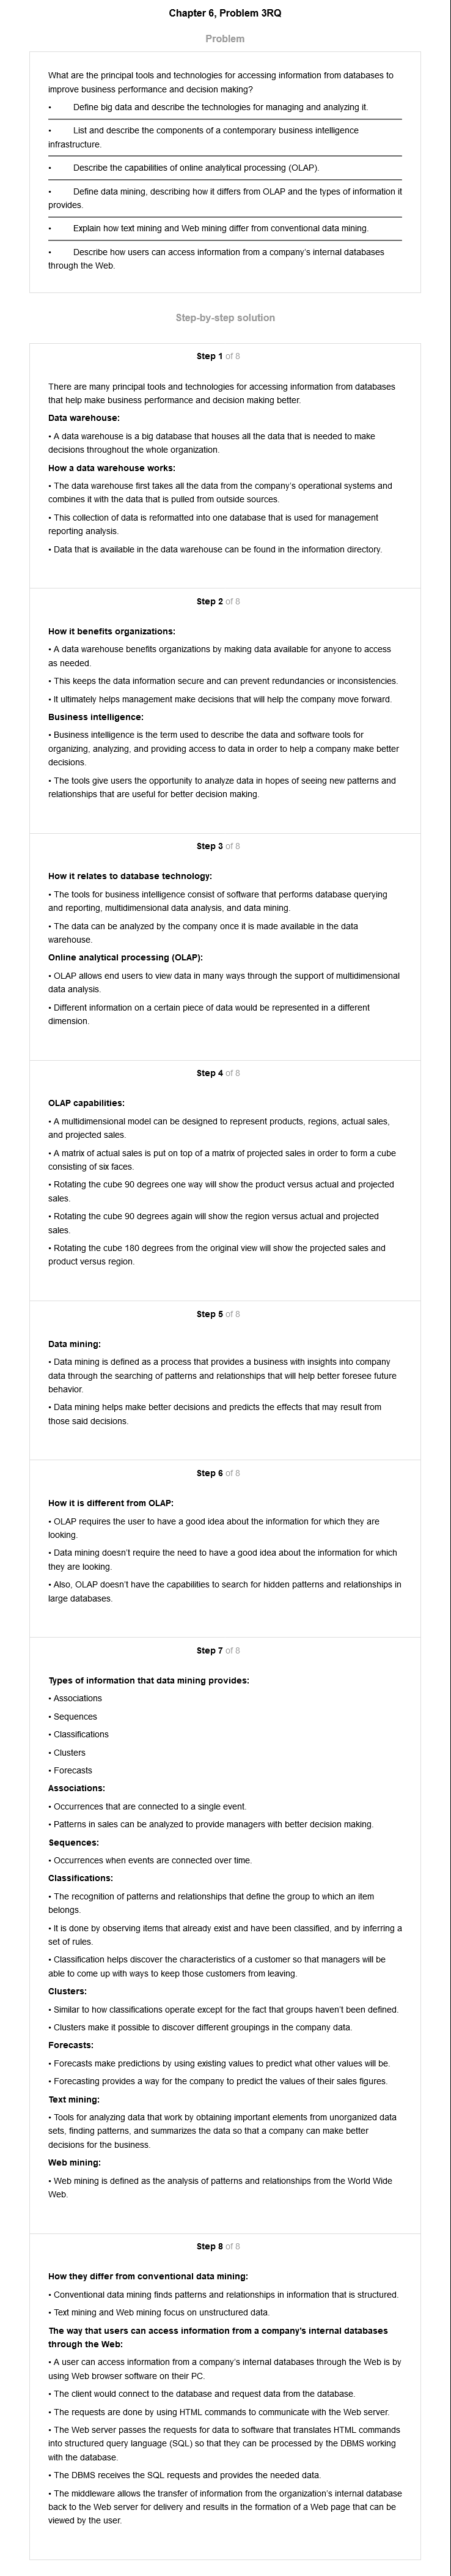 Chapter 6, Problem 3RQ
Problem
What are the principal tools and technologies for accessing information from databases to
improve business performance and decision making?
• Define big data and describe the technologies for managing and analyzing it.
• List and describe the components of a contemporary business intelligence
infrastructure.
• Describe the capabilities of online analytical processing (OLAP).
• Define data mining, describing how it differs from OLAP and the types of information it
provides.
• Explain how text mining and Web mining differ from conventional data mining.
• Describe how users can access information from a company's internal databases
through the Web.
Step-by-step solution
Step 1 of 8
There are many principal tools and technologies for accessing information from databases
that help make business performance and decision making better.
Data warehouse:
• A data warehouse is a big database that houses all the data that is needed to make
decisions throughout the whole organization.
How a data warehouse works:
• The data warehouse first takes all the data from the company's operational systems and
combines it with the data that is pulled from outside sources.
• This collection of data is reformatted into one database that is used for management
reporting analysis.
• Data that is available in the data warehouse can be found in the information directory.
Step 2 of 8
How it benefits organizations:
• A data warehouse benefits organizations by making data available for anyone to access
as needed.
• This keeps the data information secure and can prevent redundancies or inconsistencies.
• It ultimately helps management make decisions that will help the company move forward.
Business intelligence:
• Business intelligence is the term used to describe the data and software tools for
organizing, analyzing, and providing access to data in order to help a company make better
decisions.
• The tools give users the opportunity to analyze data in hopes of seeing new patterns and
relationships that are useful for better decision making.
Step 3 of 8
How it relates to database technology:
• The tools for business intelligence consist of software that performs database querying
and reporting, multidimensional data analysis, and data mining.
• The data can be analyzed by the company once it is made available in the data
warehouse.
Online analytical processing (OLAP):
• OLAP allows end users to view data in many ways through the support of multidimensional
data analysis.
• Different information on a certain piece of data would be represented in a different
dimension.
Step 4 of 8
OLAP capabilities:
• A multidimensional model can be designed to represent products, regions, actual sales,
and projected sales.
• A matrix of actual sales is put on top of a matrix of projected sales in order to form a cube
consisting of six faces.
• Rotating the cube 90 degrees one way will show the product versus actual and projected
sales.
• Rotating the cube 90 degrees again will show the region versus actual and projected
sales.
• Rotating the cube 180 degrees from the original view will show the projected sales and
product versus region.
Step 5 of 8
Data mining:
• Data mining is defined as a process that provides a business with insights into company
data through the searching of patterns and relationships that will help better foresee future
behavior.
• Data mining helps make better decisions and predicts the effects that may result from
those said decisions.
Step 6 of 8
How it is different from OLAP:
• OLAP requires the user to have a good idea about the information for which they are
looking.
• Data mining doesn't require the need to have a good idea about the information for which
they are looking.
• Also, OLAP doesn't have the capabilities to search for hidden patterns and relationships in
large databases.
Step 7 of 8
Types of information that data mining provides:
• Associations
• Sequences
• Classifications
• Clusters
• Forecasts
Associations:
• Occurrences that are connected to a single event.
• Patterns in sales can be analyzed to provide managers with better decision making.
Sequences:
• Occurrences when events are connected over time.
Classifications:
• The recognition of patterns and relationships that define the group to which an item
belongs.
• It is done by observing items that already exist and have been classified, and by inferring a
set of rules.
• Classification helps discover the characteristics of a customer so that managers will be
able to come up with ways to keep those customers from leaving.
Clusters:
• Similar to how classifications operate except for the fact that groups haven't been defined.
• Clusters make it possible to discover different groupings in the company data.
Forecasts:
• Forecasts make predictions by using existing values to predict what other values will be.
• Forecasting provides a way for the company to predict the values of their sales figures.
Text mining:
• Tools for analyzing data that work by obtaining important elements from unorganized data
sets, finding patterns, and summarizes the data so that a company can make better
decisions for the business.
Web mining:
• Web mining is defined as the analysis of patterns and relationships from the World Wide
Web.
Step 8 of 8
How they differ from conventional data mining:
• Conventional data mining finds patterns and relationships in information that is structured.
• Text mining and Web mining focus on unstructured data.
The way that users can access information from a company's internal databases
through the Web:
• A user can access information from a company's internal databases through the Web is by
using Web browser software on their PC.
• The client would connect to the database and request data from the database.
• The requests are done by using HTML commands to communicate with the Web server.
• The Web server passes the requests for data to software that translates HTML commands
into structured query language (SQL) so that they can be processed by the DBMS working
with the database.
• The DBMS receives the SQL requests and provides the needed data.
• The middleware allows the transfer of information from the organization's internal database
back to the Web server for delivery and results in the formation of a Web page that can be
viewed by the user.